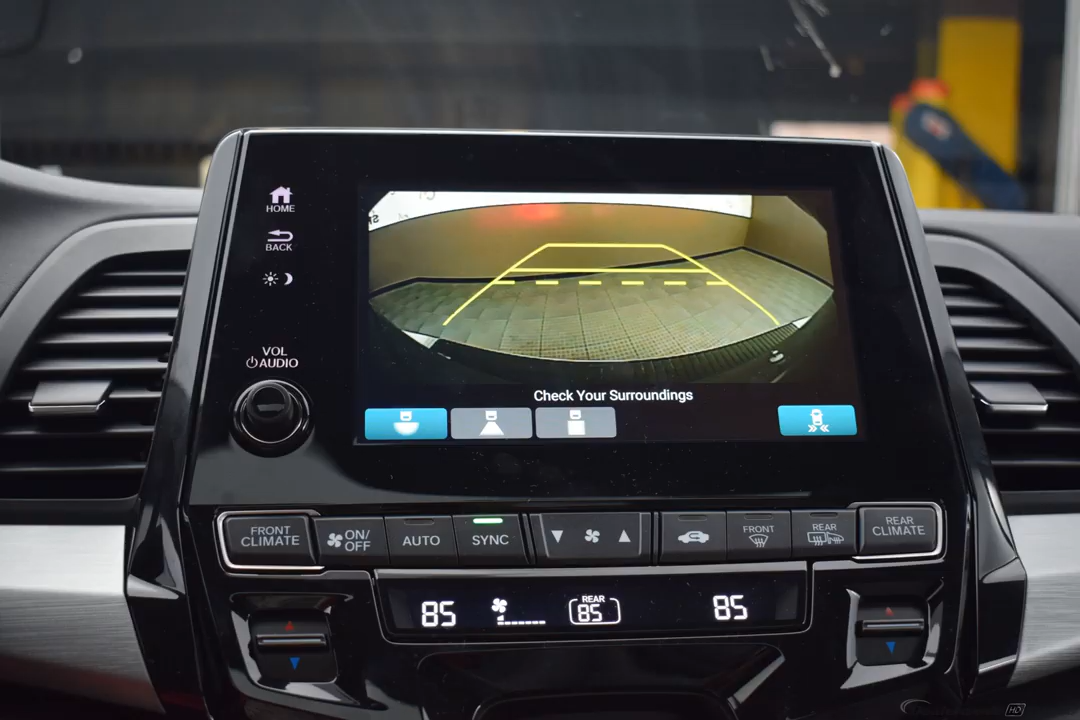 HOME
BACK
VOL
AUDIO
Check Your Surroundings
FRONT
CLIMATE
ON/
OFF
AUTO
SYNC
FRONT
REAR
REAR
CLIMATE
85
REAR
85
85
HD